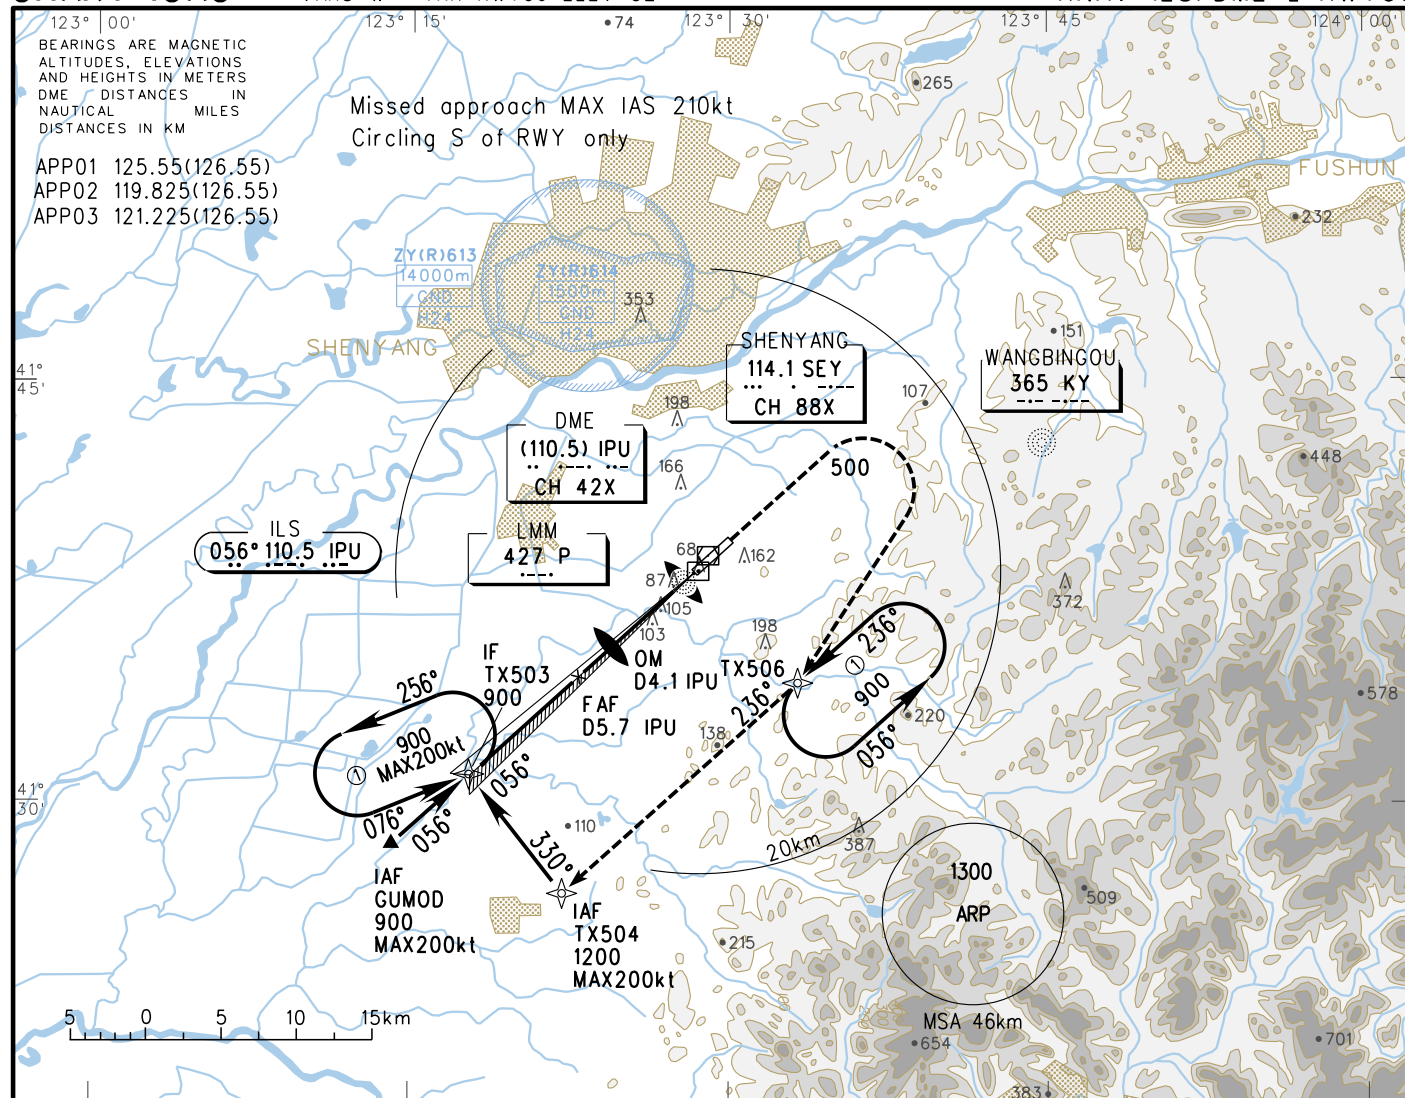 123° 00'
123° 15'
74
123° 30'
123° 45'
124° 00'
BEARINGS ARE MAGNETIC
ALTITUDES, ELEVATIONS
AND HEIGHTS IN METERS
DME DISTANCES IN
NAUTICAL MILES
DISTANCES IN KM
Missed approach MAX IAS 210kt
Circling S of RWY only
APP01 125.55(126.55)
APP02 119.825(126.55)
APP03 121.225(126.55)
265
FUSHUN
232
ZY(R)613
14000m
GND
H24
ZY(R)614
1500m
GND
H24
353
SHENYANG
SHENYANG
114.1 SEY
CH 88X
151
WANGBINGOU
365 KY
41°
45'
107
198
DME
(110.5) IPU
CH 42X
166
500
448
ILS
056° 110.5 IPU
LMM
427 P
68
162
87
105
103
198
372
IF
TX503
900
OM
D4.1 IPU
TX506
236°
1
900
056°
236°
220
578
256°
900
MAX200kt
1
FAF
D5.7 IPU
138
056°
41°
30'
076°
056°
330°
110
20km
387
IAF
GUMOD
900
MAX200kt
IAF
TX504
1200
MAX200kt
1300
ARP
509
215
MSA 46km
654
701
383
5 0 5 10 15km